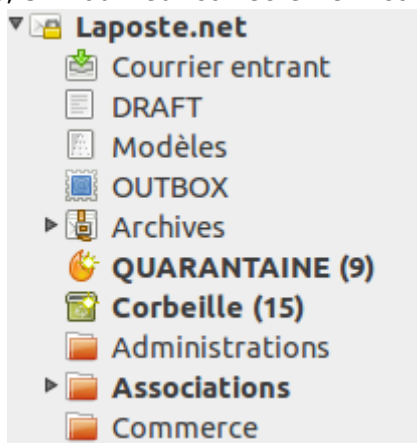 Laposte.net
Courrier entrant
DRAFT
Modèles
OUTBOX
Archives
QUARANTAINE (9)
Corbeille (15)
Administrations
Associations
Commerce